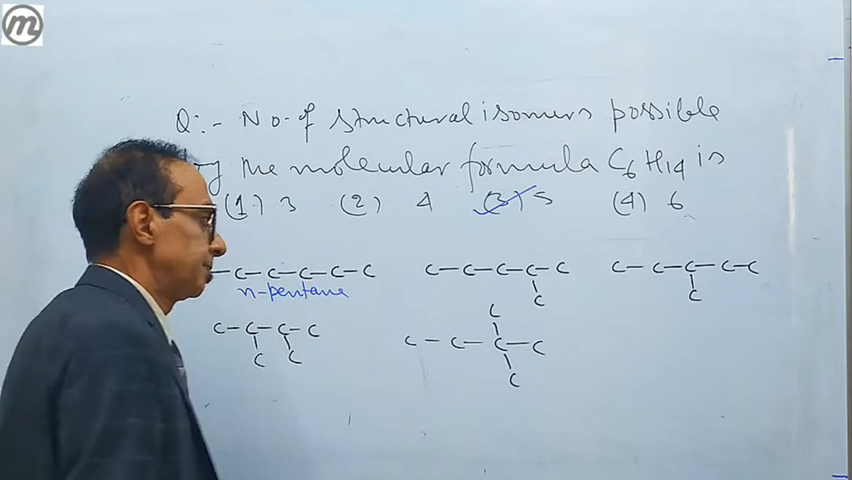 m
Q:- No-of structural isomers possible
the molecular formula C6H14 is
(1) 3 (2) 4 (3) 5 (4) 6
-C-C-C-C-C C-C-C-C-C C-C-C-C-C
n-pentane C C
C
C-C-C-C C-C-C-C
C C C